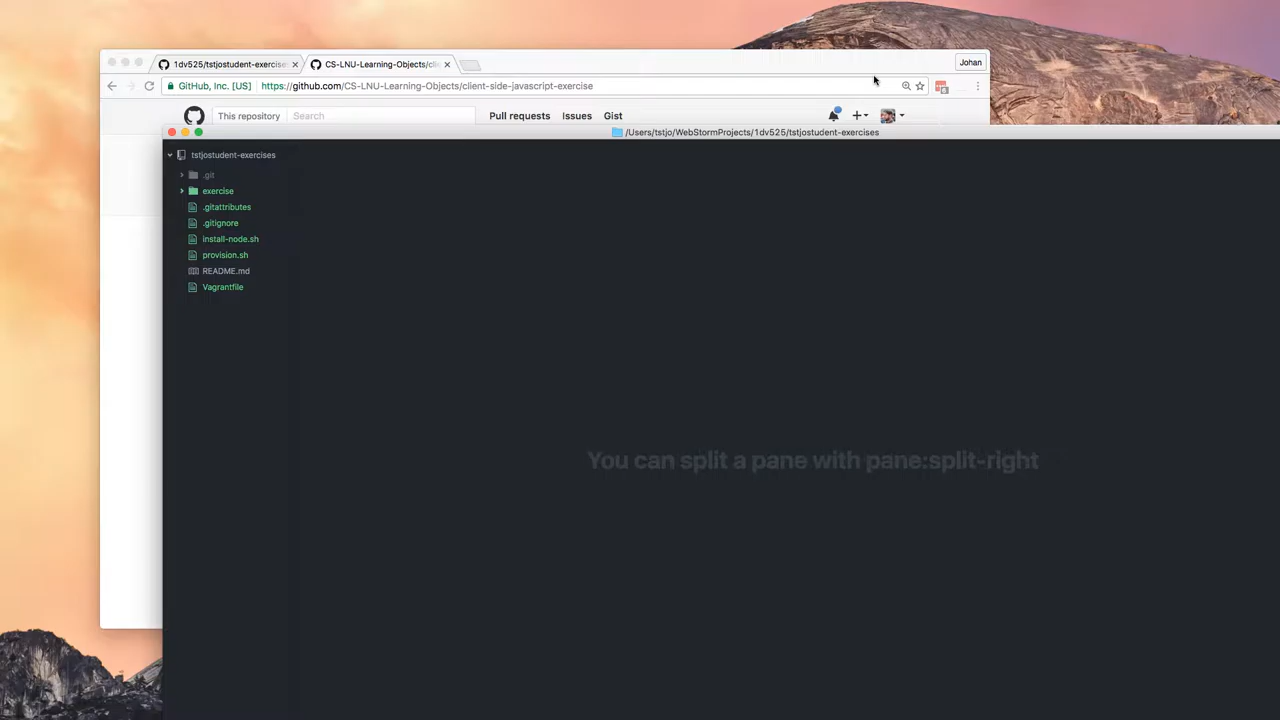 1dv525/tstjostudent-exercise
CS-LNU-Learning-Objects/cli
Johan
GitHub, Inc. [US]
https://github.com/CS-LNU-Learning-Objects/client-side-javascript-exercise
This repository
Search
Pull requests
Issues
Gist
/Users/tstjo/WebStormProjects/1dv525/tstjostudent-exercises
tstjostudent-exercises
.git
exercise
.gitattributes
.gitignore
install-node.sh
provision.sh
README.md
Vagrantfile
You can split a pane with pane:split-right